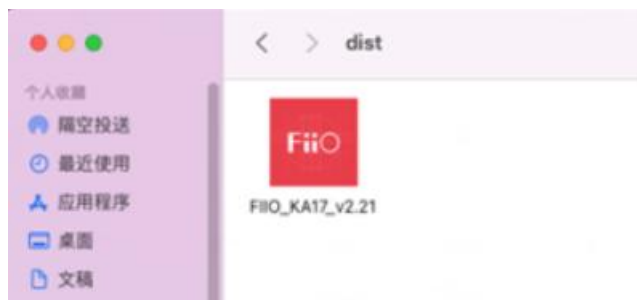 dist
个人收藏
隔空投送
最近使用
应用程序
桌面
文稿
FiiO
FIIO_KA17_v2.21